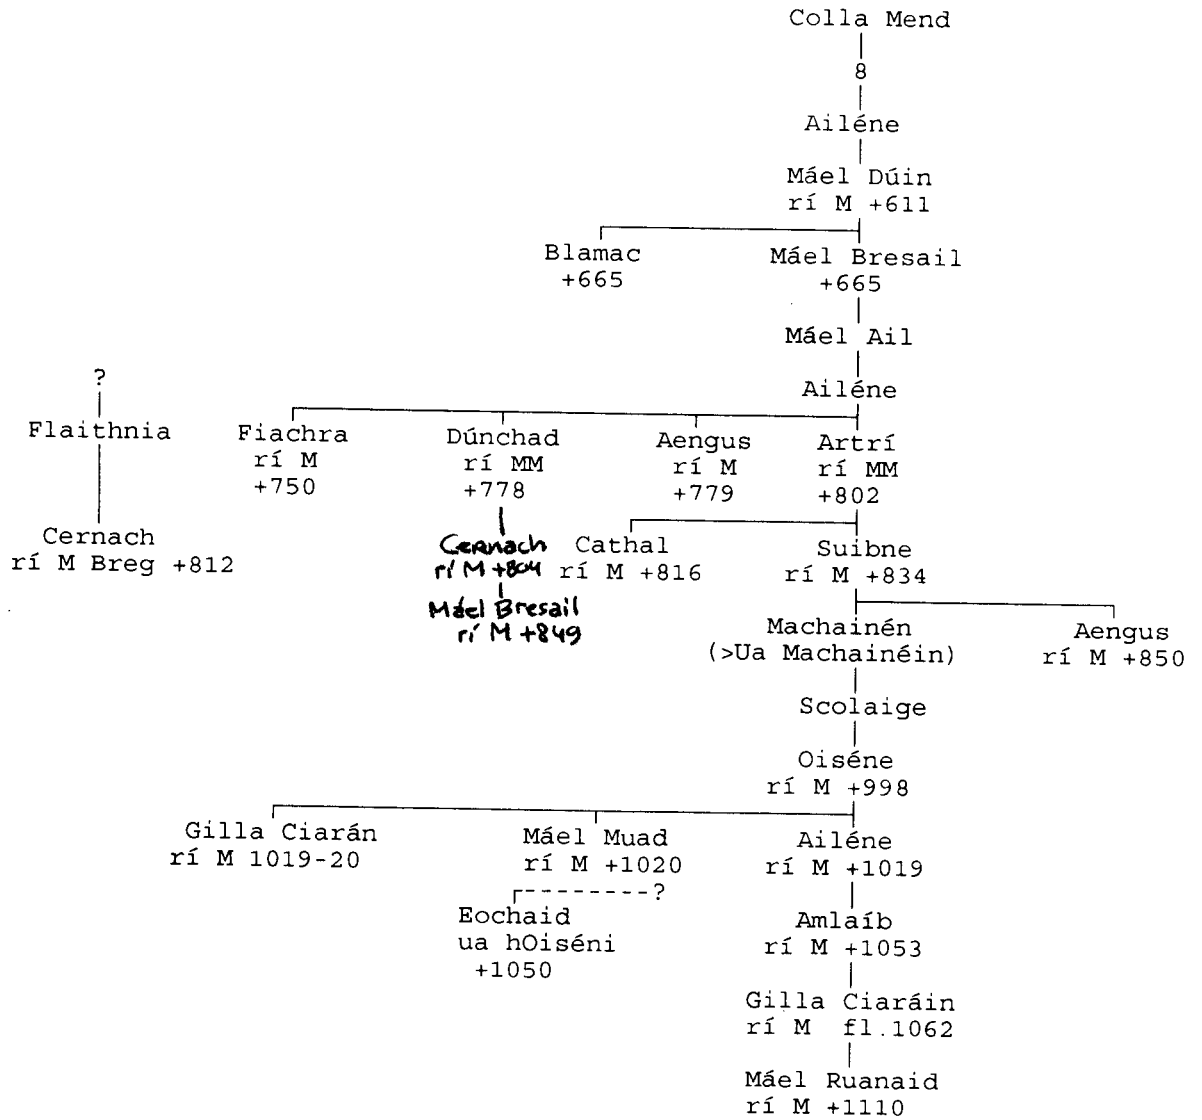 Colla Mend
8
Ailéne
Máel Dúin
rí M +611
Blamac
+665
Máel Bresail
+665
Máel Ail
Ailéne
?
Flaithnia
Cernach
rí M Breg +812
Fiachra
rí M
+750
Dúnchad
rí MM
+778
Aengus
rí M
+779
Artrí
rí MM
+802
Cernach
rí M +804
Máel Bresail
rí M +849
Cathal
rí M +816
Suibne
rí M +834
Machainén
(>Ua Machainéin)
Aengus
rí M +850
Scolaige
Oiséne
rí M +998
Gilla Ciarán
rí M 1019-20
Máel Muad
rí M +1020
Ailéne
rí M +1019
?
Eochaid
ua hOiséni
+1050
Amlaíb
rí M +1053
Gilla Ciaráin
rí M fl.1062
Máel Ruanaid
rí M +1110